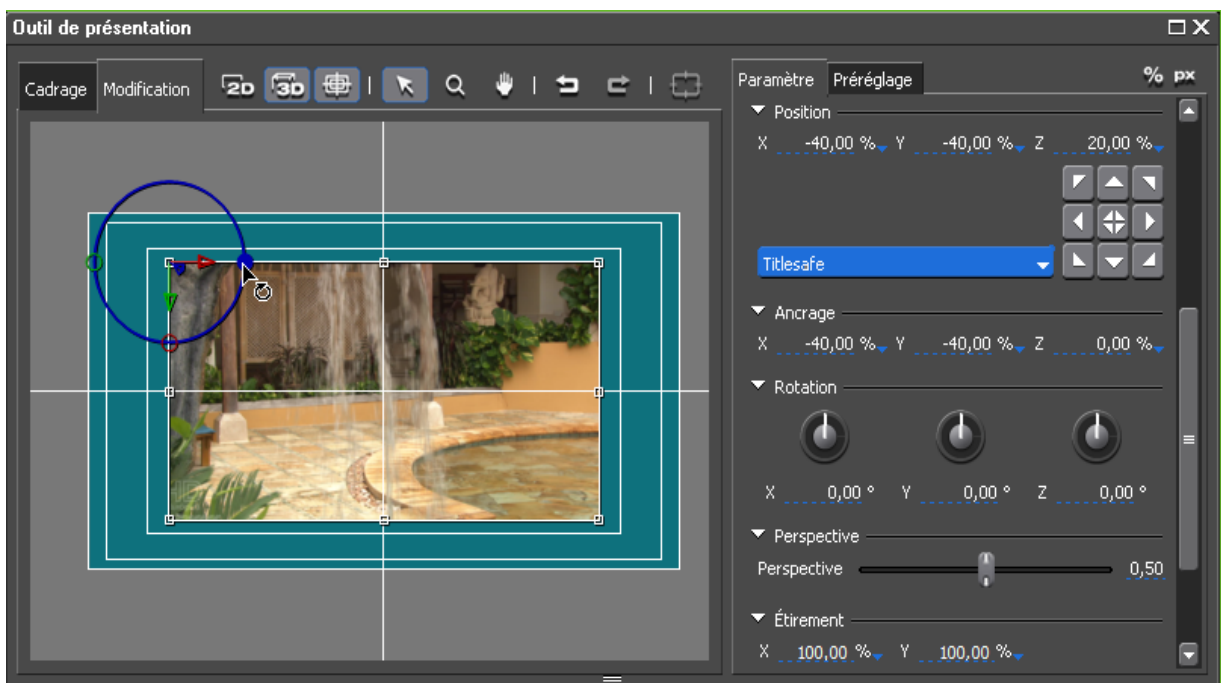 Outil de présentation
Cadrage Modification 2D 3D
Paramètre Préréglage % px
Position
X -40,00 % Y -40,00 % Z 20,00 %
Titlesafe
Ancrage
X -40,00 % Y -40,00 % Z 0,00 %
Rotation
X 0,00 ° Y 0,00 ° Z 0,00 °
Perspective
Perspective 0,50
Étirement
X 100,00 % Y 100,00 %